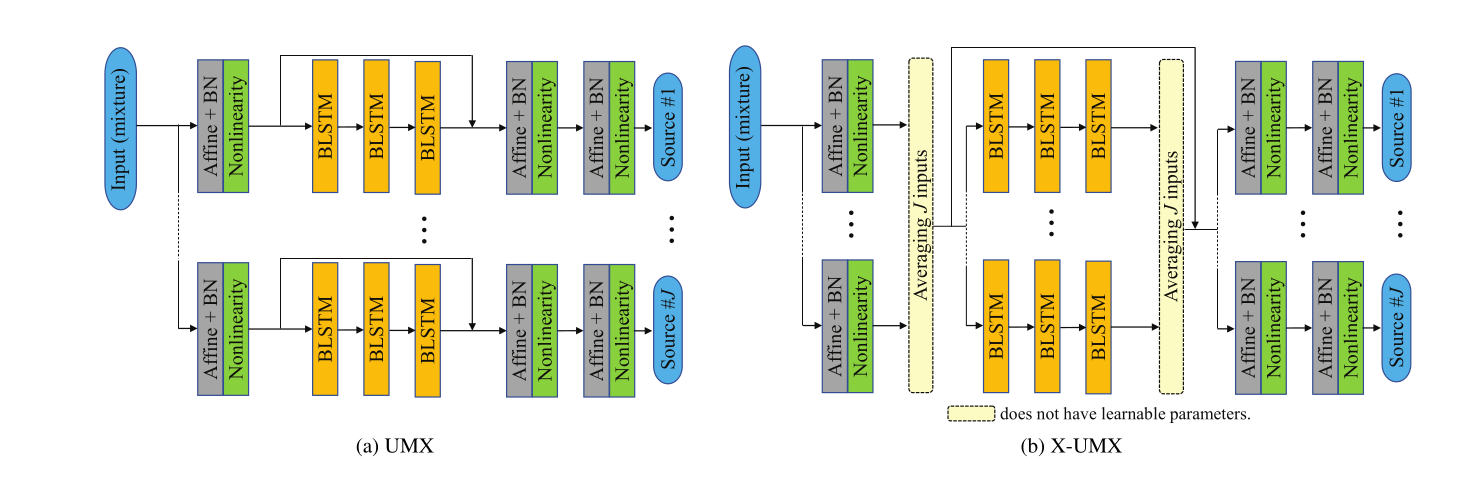 Input (mixture)
Affine + BN
Nonlinearity
BLSTM
BLSTM
BLSTM
Affine + BN
Nonlinearity
Affine + BN
Nonlinearity
Source #1
Affine + BN
Nonlinearity
BLSTM
BLSTM
BLSTM
Affine + BN
Nonlinearity
Affine + BN
Nonlinearity
Source #J
(a) UMX
Input (mixture)
Affine + BN
Nonlinearity
Averaging J inputs
BLSTM
BLSTM
BLSTM
Averaging J inputs
Affine + BN
Nonlinearity
Affine + BN
Nonlinearity
Source #1
Affine + BN
Nonlinearity
BLSTM
BLSTM
BLSTM
Affine + BN
Nonlinearity
Affine + BN
Nonlinearity
Source #J
does not have learnable parameters.
(b) X-UMX